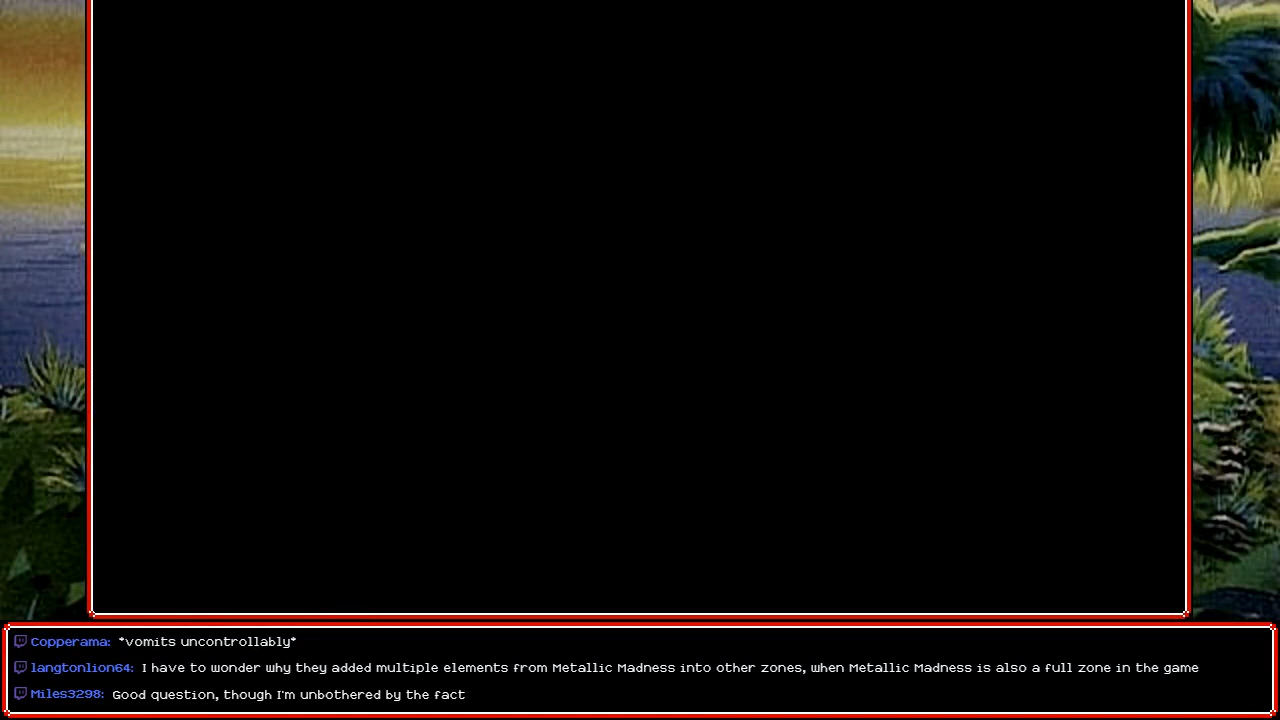 Copperama: *vomits uncontrollably*
langtonlion64: I have to wonder why they added multiple elements from Metallic Madness into other zones, when Metallic Madness is also a full zone in the game
Miles3298: Good question, though I'm unbothered by the fact